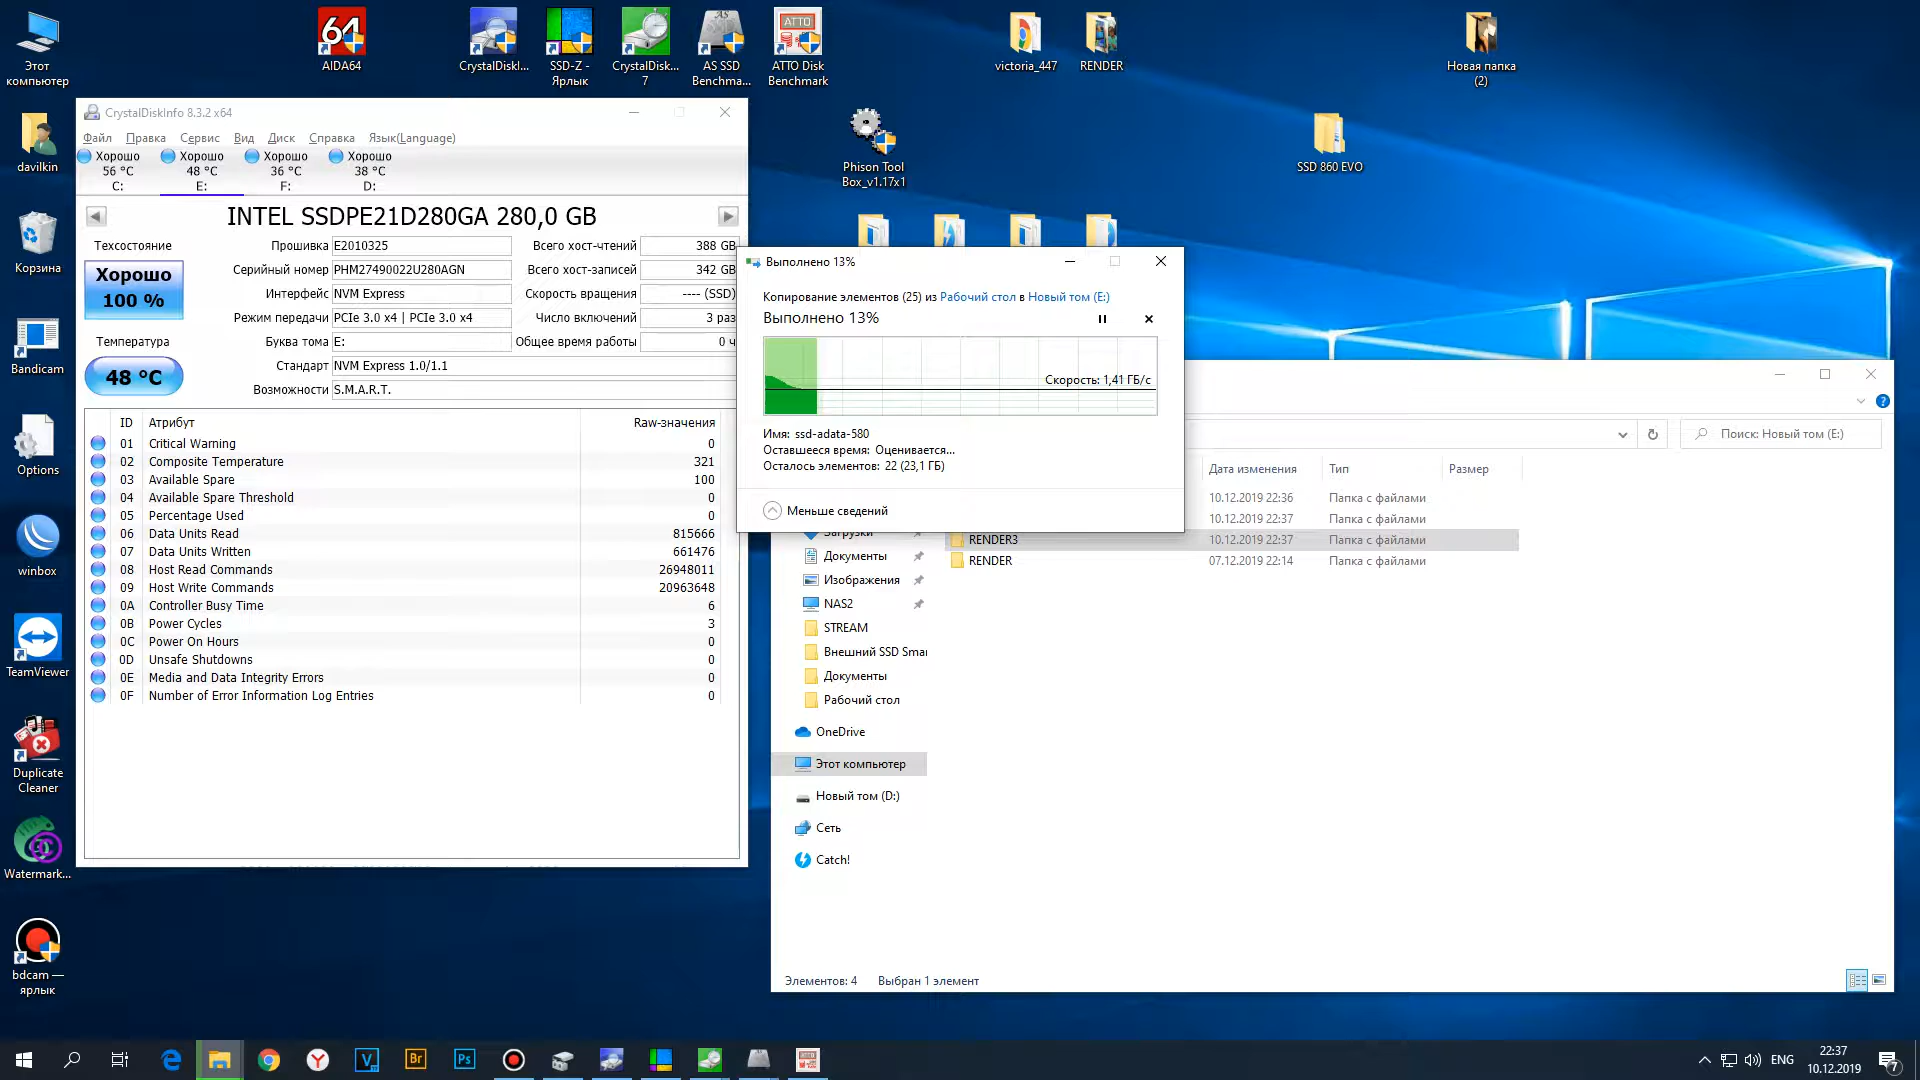 Этот
компьютер
AIDA64
CrystalDiskI...
SSD-Z -
Ярлык
CrystalDisk...
7
AS SSD
Benchma...
ATTO Disk
Benchmark
victoria_447
RENDER
Новая папка
(2)
davilkin
Корзина
Bandicam
Options
winbox
TeamViewer
Duplicate
Cleaner
Watermark...
bdcam —
ярлык
Phison Tool
Box_v1.17x1
SSD 860 EVO
CrystalDiskInfo 8.3.2 x64
Файл Правка Сервис Вид Диск Справка Язык(Language)
Хорошо Хорошо Хорошо Хорошо
56 °C 48 °C 36 °C 38 °C
C: E: F: D:
INTEL SSDPE21D280GA 280,0 GB
Техсостояние
Хорошо
100 %
Температура
48 °C
Прошивка E2010325
Серийный номер PHM27490022U280AGN
Интерфейс NVM Express
Режим передачи PCIe 3.0 x4 | PCIe 3.0 x4
Буква тома E:
Стандарт NVM Express 1.0/1.1
Возможности S.M.A.R.T.
Всего хост-чтений 388 GB
Всего хост-записей 342 GB
Скорость вращения ---- (SSD)
Число включений 3 раз
Общее время работы 0 ч
ID Атрибут Raw-значения
01 Critical Warning 0
02 Composite Temperature 321
03 Available Spare 100
04 Available Spare Threshold 0
05 Percentage Used 0
06 Data Units Read 815666
07 Data Units Written 661476
08 Host Read Commands 26948011
09 Host Write Commands 20963648
0A Controller Busy Time 6
0B Power Cycles 3
0C Power On Hours 0
0D Unsafe Shutdowns 0
0E Media and Data Integrity Errors 0
0F Number of Error Information Log Entries 0
Выполнено 13%
Копирование элементов (25) из Рабочий стол в Новый том (E:)
Выполнено 13%
Скорость: 1,41 ГБ/с
Имя: ssd-adata-580
Оставшееся время: Оценивается...
Осталось элементов: 22 (23,1 ГБ)
Меньше сведений
Поиск: Новый том (E:)
Дата изменения Тип Размер
10.12.2019 22:36 Папка с файлами
10.12.2019 22:37 Папка с файлами
RENDER3 10.12.2019 22:37 Папка с файлами
RENDER 07.12.2019 22:14 Папка с файлами
Загрузки
Документы
Изображения
NAS2
STREAM
Внешний SSD Smar
Документы
Рабочий стол
OneDrive
Этот компьютер
Новый том (D:)
Сеть
Catch!
Элементов: 4 Выбран 1 элемент
ENG
22:37
10.12.2019
7